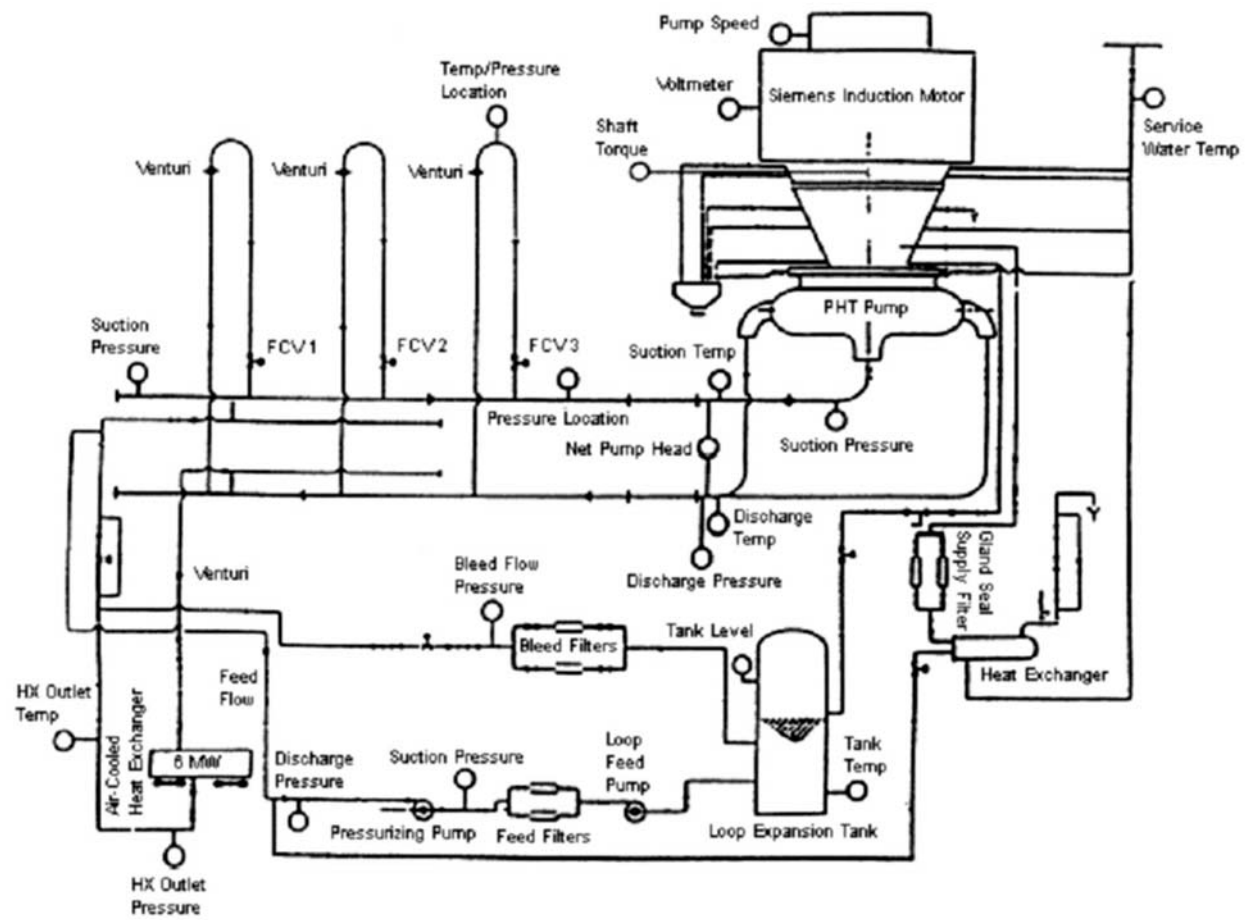 Pump Speed
Siemens Induction Motor
Voltmeter
Temp/Pressure
Location
Shaft
Torque
Service
Water Temp
Venturi
Venturi
Venturi
PHT Pump
Suction
Pressure
FCV1
FCV2
FCV3
Suction Temp
Pressure Location
Suction Pressure
Net Pump Head
Discharge
Temp
Discharge Pressure
Venturi
Bleed Flow
Pressure
Bleed Filters
Tank Level
Gland Seal
Supply Filter
Heat Exchanger
Feed
Flow
HX Outlet
Temp
Air-Cooled
Heat Exchanger
6 MW
Discharge
Pressure
Suction Pressure
Loop
Feed
Pump
Tank
Temp
Pressurizing Pump
Feed Filters
Loop Expansion Tank
HX Outlet
Pressure